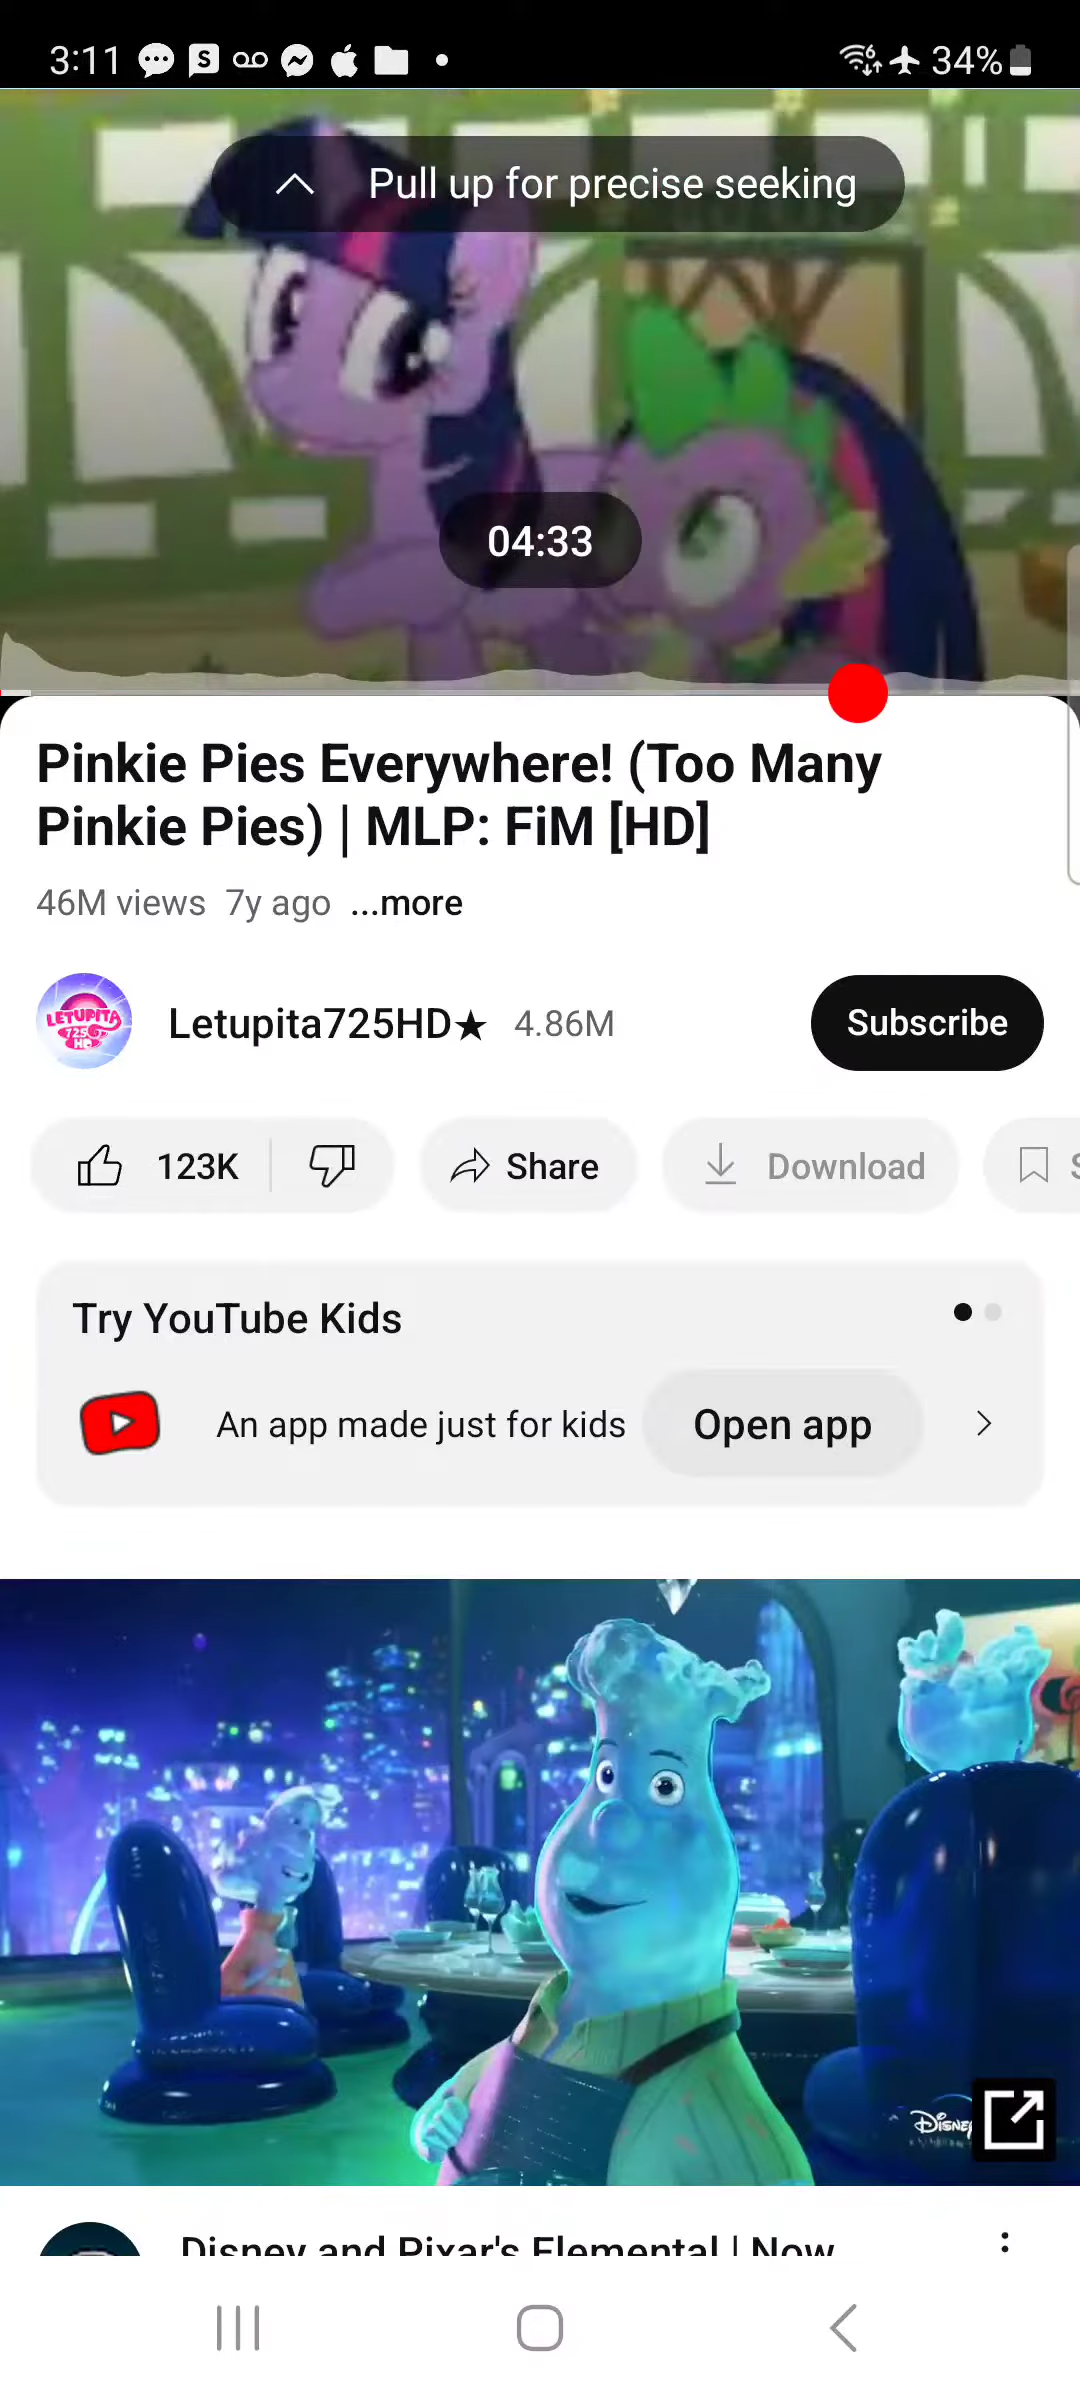 3:11
34%
Pull up for precise seeking
04:33
Pinkie Pies Everywhere! (Too Many
Pinkie Pies) | MLP: FiM [HD]
46M views 7y ago ...more
LETUPITA
725
HD
Letupita725HD★ 4.86M
Subscribe
123K
Share
Download
S
Try YouTube Kids
An app made just for kids
Open app
Disney
Disney and Pixar's Elemental | Now